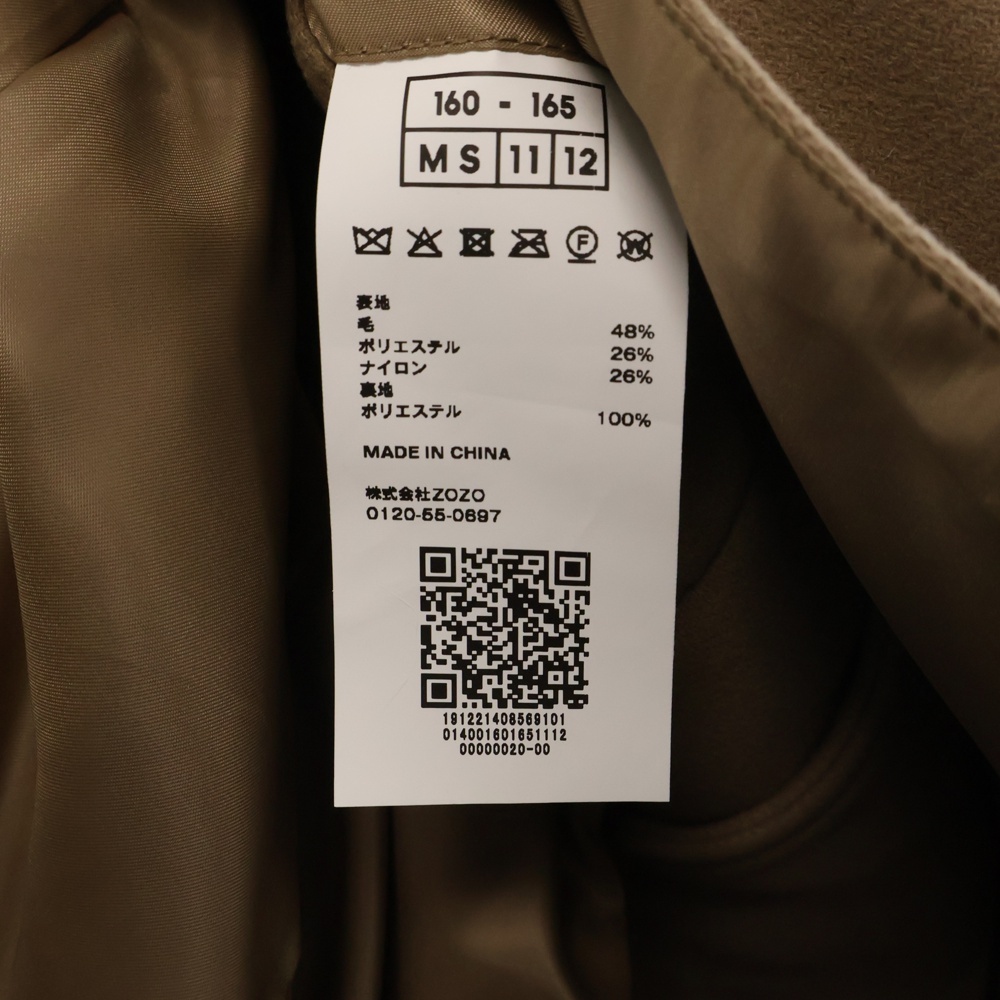 160 - 165
M S 11 12
F W
表地
毛 48%
ポリエステル 26%
ナイロン 26%
裏地
ポリエステル 100%
MADE IN CHINA
株式会社ZOZO
0120-55-0697
191221408569101
014001601651112
00000020-00